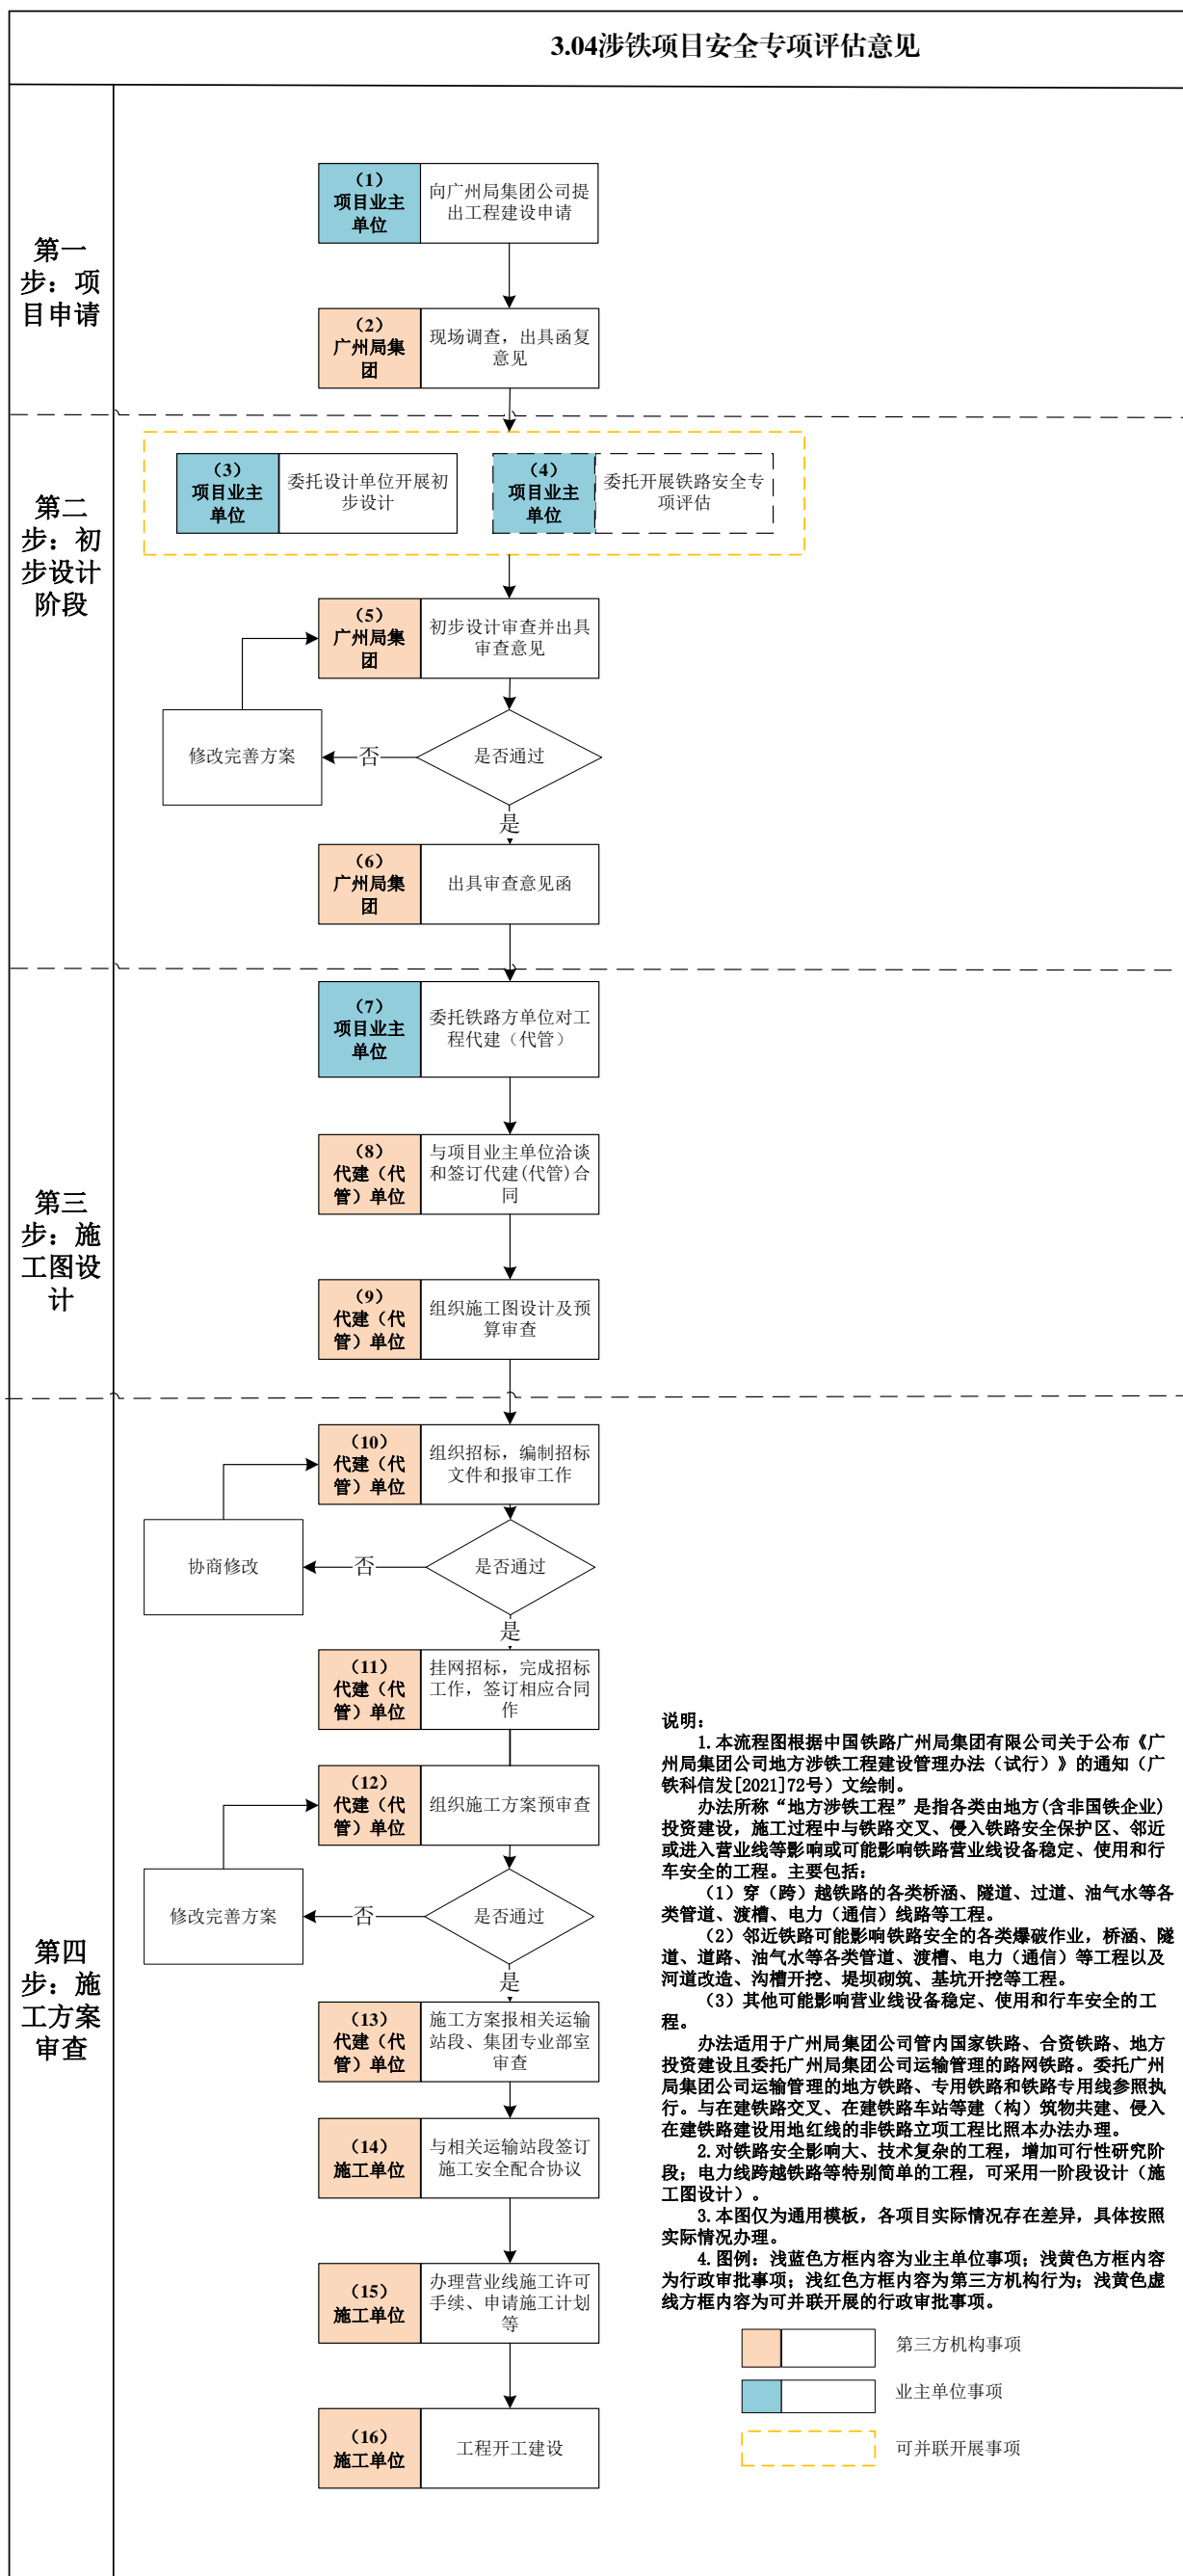 3.04涉铁项目安全专项评估意见
第一
步：项
目申请
（1）
项目业主
单位
向广州局集团公司提
出工程建设申请
（2）
广州局集
团
现场调查，出具函复
意见
第二
步：初
步设计
阶段
（3）
项目业主
单位
委托设计单位开展初
步设计
（4）
项目业主
单位
委托开展铁路安全专
项评估
（5）
广州局集
团
初步设计审查并出具
审查意见
修改完善方案
否
是否通过
是
（6）
广州局集
团
出具审查意见函
第三
步：施
工图设
计
（7）
项目业主
单位
委托铁路方单位对工
程代建（代管）
（8）
代建（代
管）单位
与项目业主单位洽谈
和签订代建(代管)合
同
（9）
代建（代
管）单位
组织施工图设计及预
算审查
第四
步：施
工方案
审查
（10）
代建（代
管）单位
组织招标，编制招标
文件和报审工作
协商修改
否
是否通过
是
（11）
代建（代
管）单位
挂网招标，完成招标
工作，签订相应合同
作
（12）
代建（代
管）单位
组织施工方案预审查
修改完善方案
否
是否通过
是
（13）
代建（代
管）单位
施工方案报相关运输
站段、集团专业部室
审查
（14）
施工单位
与相关运输站段签订
施工安全配合协议
（15）
施工单位
办理营业线施工许可
手续、申请施工计划
等
（16）
施工单位
工程开工建设
说明：
1.本流程图根据中国铁路广州局集团有限公司关于公布《广
州局集团公司地方涉铁工程建设管理办法（试行）》的通知（广
铁科信发[2021]72号）文绘制。
办法所称“地方涉铁工程”是指各类由地方(含非国铁企业)
投资建设，施工过程中与铁路交叉、侵入铁路安全保护区、邻近
或进入营业线等影响或可能影响铁路营业线设备稳定、使用和行
车安全的工程。主要包括：
（1）穿（跨）越铁路的各类桥涵、隧道、过道、油气水等各
类管道、渡槽、电力（通信）线路等工程。
（2）邻近铁路可能影响铁路安全的各类爆破作业，桥涵、隧
道、道路、油气水等各类管道、渡槽、电力（通信）等工程以及
河道改造、沟槽开挖、堤坝砌筑、基坑开挖等工程。
（3）其他可能影响营业线设备稳定、使用和行车安全的工
程。
办法适用于广州局集团公司管内国家铁路、合资铁路、地方
投资建设且委托广州局集团公司运输管理的路网铁路。委托广州
局集团公司运输管理的地方铁路、专用铁路和铁路专用线参照执
行。与在建铁路交叉、在建铁路车站等建（构）筑物共建、侵入
在建铁路建设用地红线的非铁路立项工程比照本办法办理。
2.对铁路安全影响大、技术复杂的工程，增加可行性研究阶
段；电力线跨越铁路等特别简单的工程，可采用一阶段设计（施
工图设计）。
3.本图仅为通用模板，各项目实际情况存在差异，具体按照
实际情况办理。
4.图例：浅蓝色方框内容为业主单位事项；浅黄色方框内容
为行政审批事项；浅红色方框内容为第三方机构行为；浅黄色虚
线方框内容为可并联开展的行政审批事项。
第三方机构事项
业主单位事项
可并联开展事项